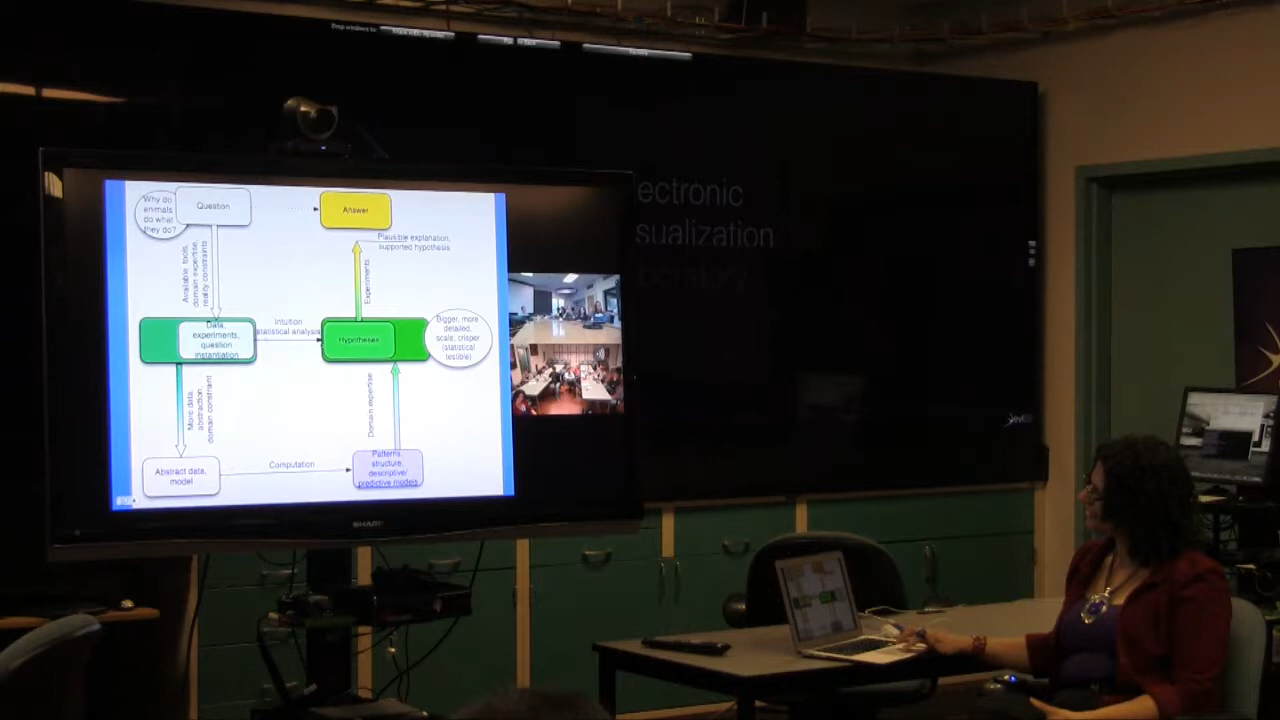 ectronic
sualization
Why do
animals
do what
they do?
Question
Answer
Plausible explanation,
supported hypothesis
Available tools,
domain expertise,
reality constraints
Experiments
Data,
experiments,
question
instantiation
Intuition
statistical analysis
Hypotheses
Bigger, more
detailed,
scale, crisper
(statistical
testible)
More data,
abstraction
domain constraint
Domain expertise
Abstract data,
model
Computation
Patterns,
structure,
descriptive/
predictive models
SHARP